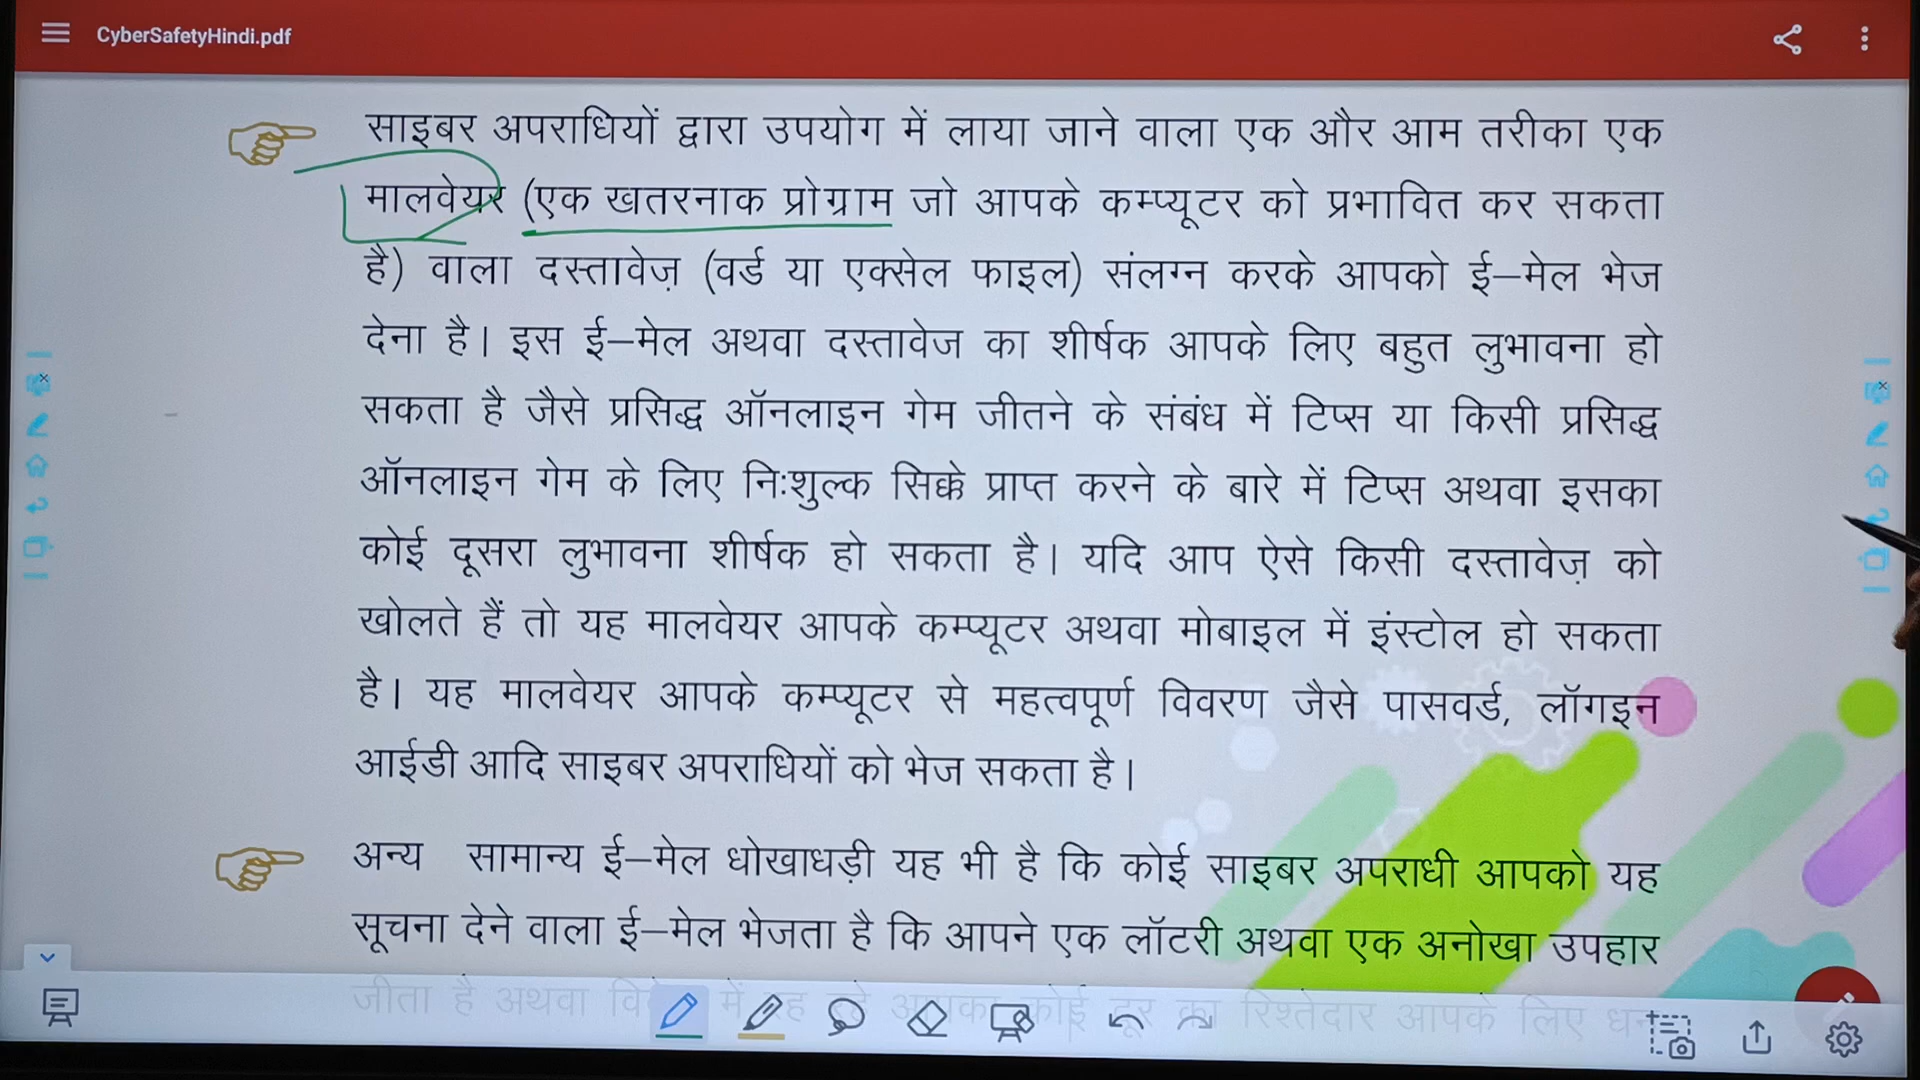 CyberSafetyHindi.pdf
साइबर अपराधियों द्वारा उपयोग में लाया जाने वाला एक और आम तरीका एक
मालवेयर (एक खतरनाक प्रोग्राम जो आपके कम्प्यूटर को प्रभावित कर सकता
है) वाला दस्तावेज़ (वर्ड या एक्सेल फाइल) संलग्न करके आपको ई–मेल भेज
देना है। इस ई–मेल अथवा दस्तावेज का शीर्षक आपके लिए बहुत लुभावना हो
सकता है जैसे प्रसिद्ध ऑनलाइन गेम जीतने के संबंध में टिप्स या किसी प्रसिद्ध
ऑनलाइन गेम के लिए निःशुल्क सिक्के प्राप्त करने के बारे में टिप्स अथवा इसका
कोई दूसरा लुभावना शीर्षक हो सकता है। यदि आप ऐसे किसी दस्तावेज़ को
खोलते हैं तो यह मालवेयर आपके कम्प्यूटर अथवा मोबाइल में इंस्टोल हो सकता
है। यह मालवेयर आपके कम्प्यूटर से महत्वपूर्ण विवरण जैसे पासवर्ड, लॉगइन
आईडी आदि साइबर अपराधियों को भेज सकता है।
अन्य सामान्य ई–मेल धोखाधड़ी यह भी है कि कोई साइबर अपराधी आपको यह
सूचना देने वाला ई–मेल भेजता है कि आपने एक लॉटरी अथवा एक अनोखा उपहार
जीता है अथवा में कोई दूर का रिश्तेदार आपके लिए